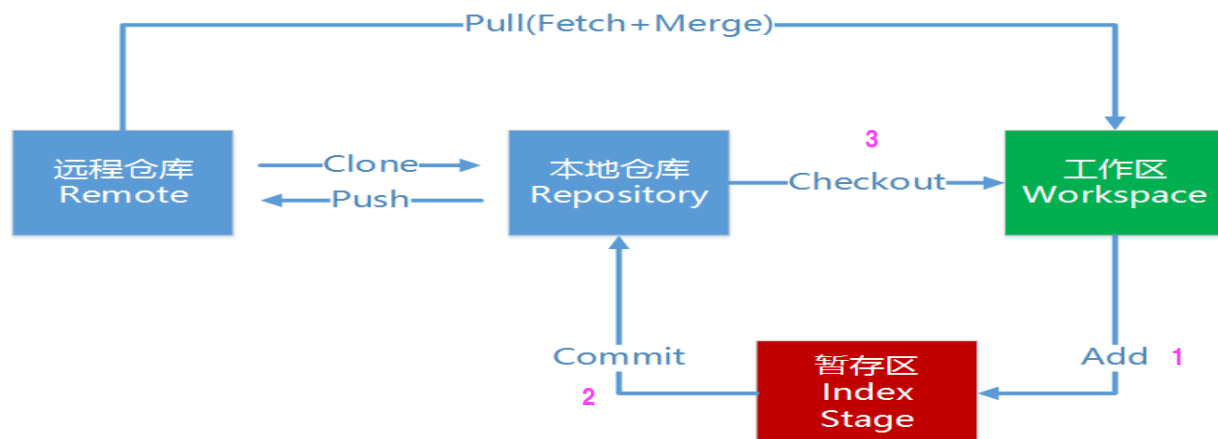 Pull(Fetch+Merge)
远程仓库
Remote
Clone
Push
本地仓库
Repository
3
Checkout
工作区
Workspace
Commit
2
暂存区
Index
Stage
Add 1